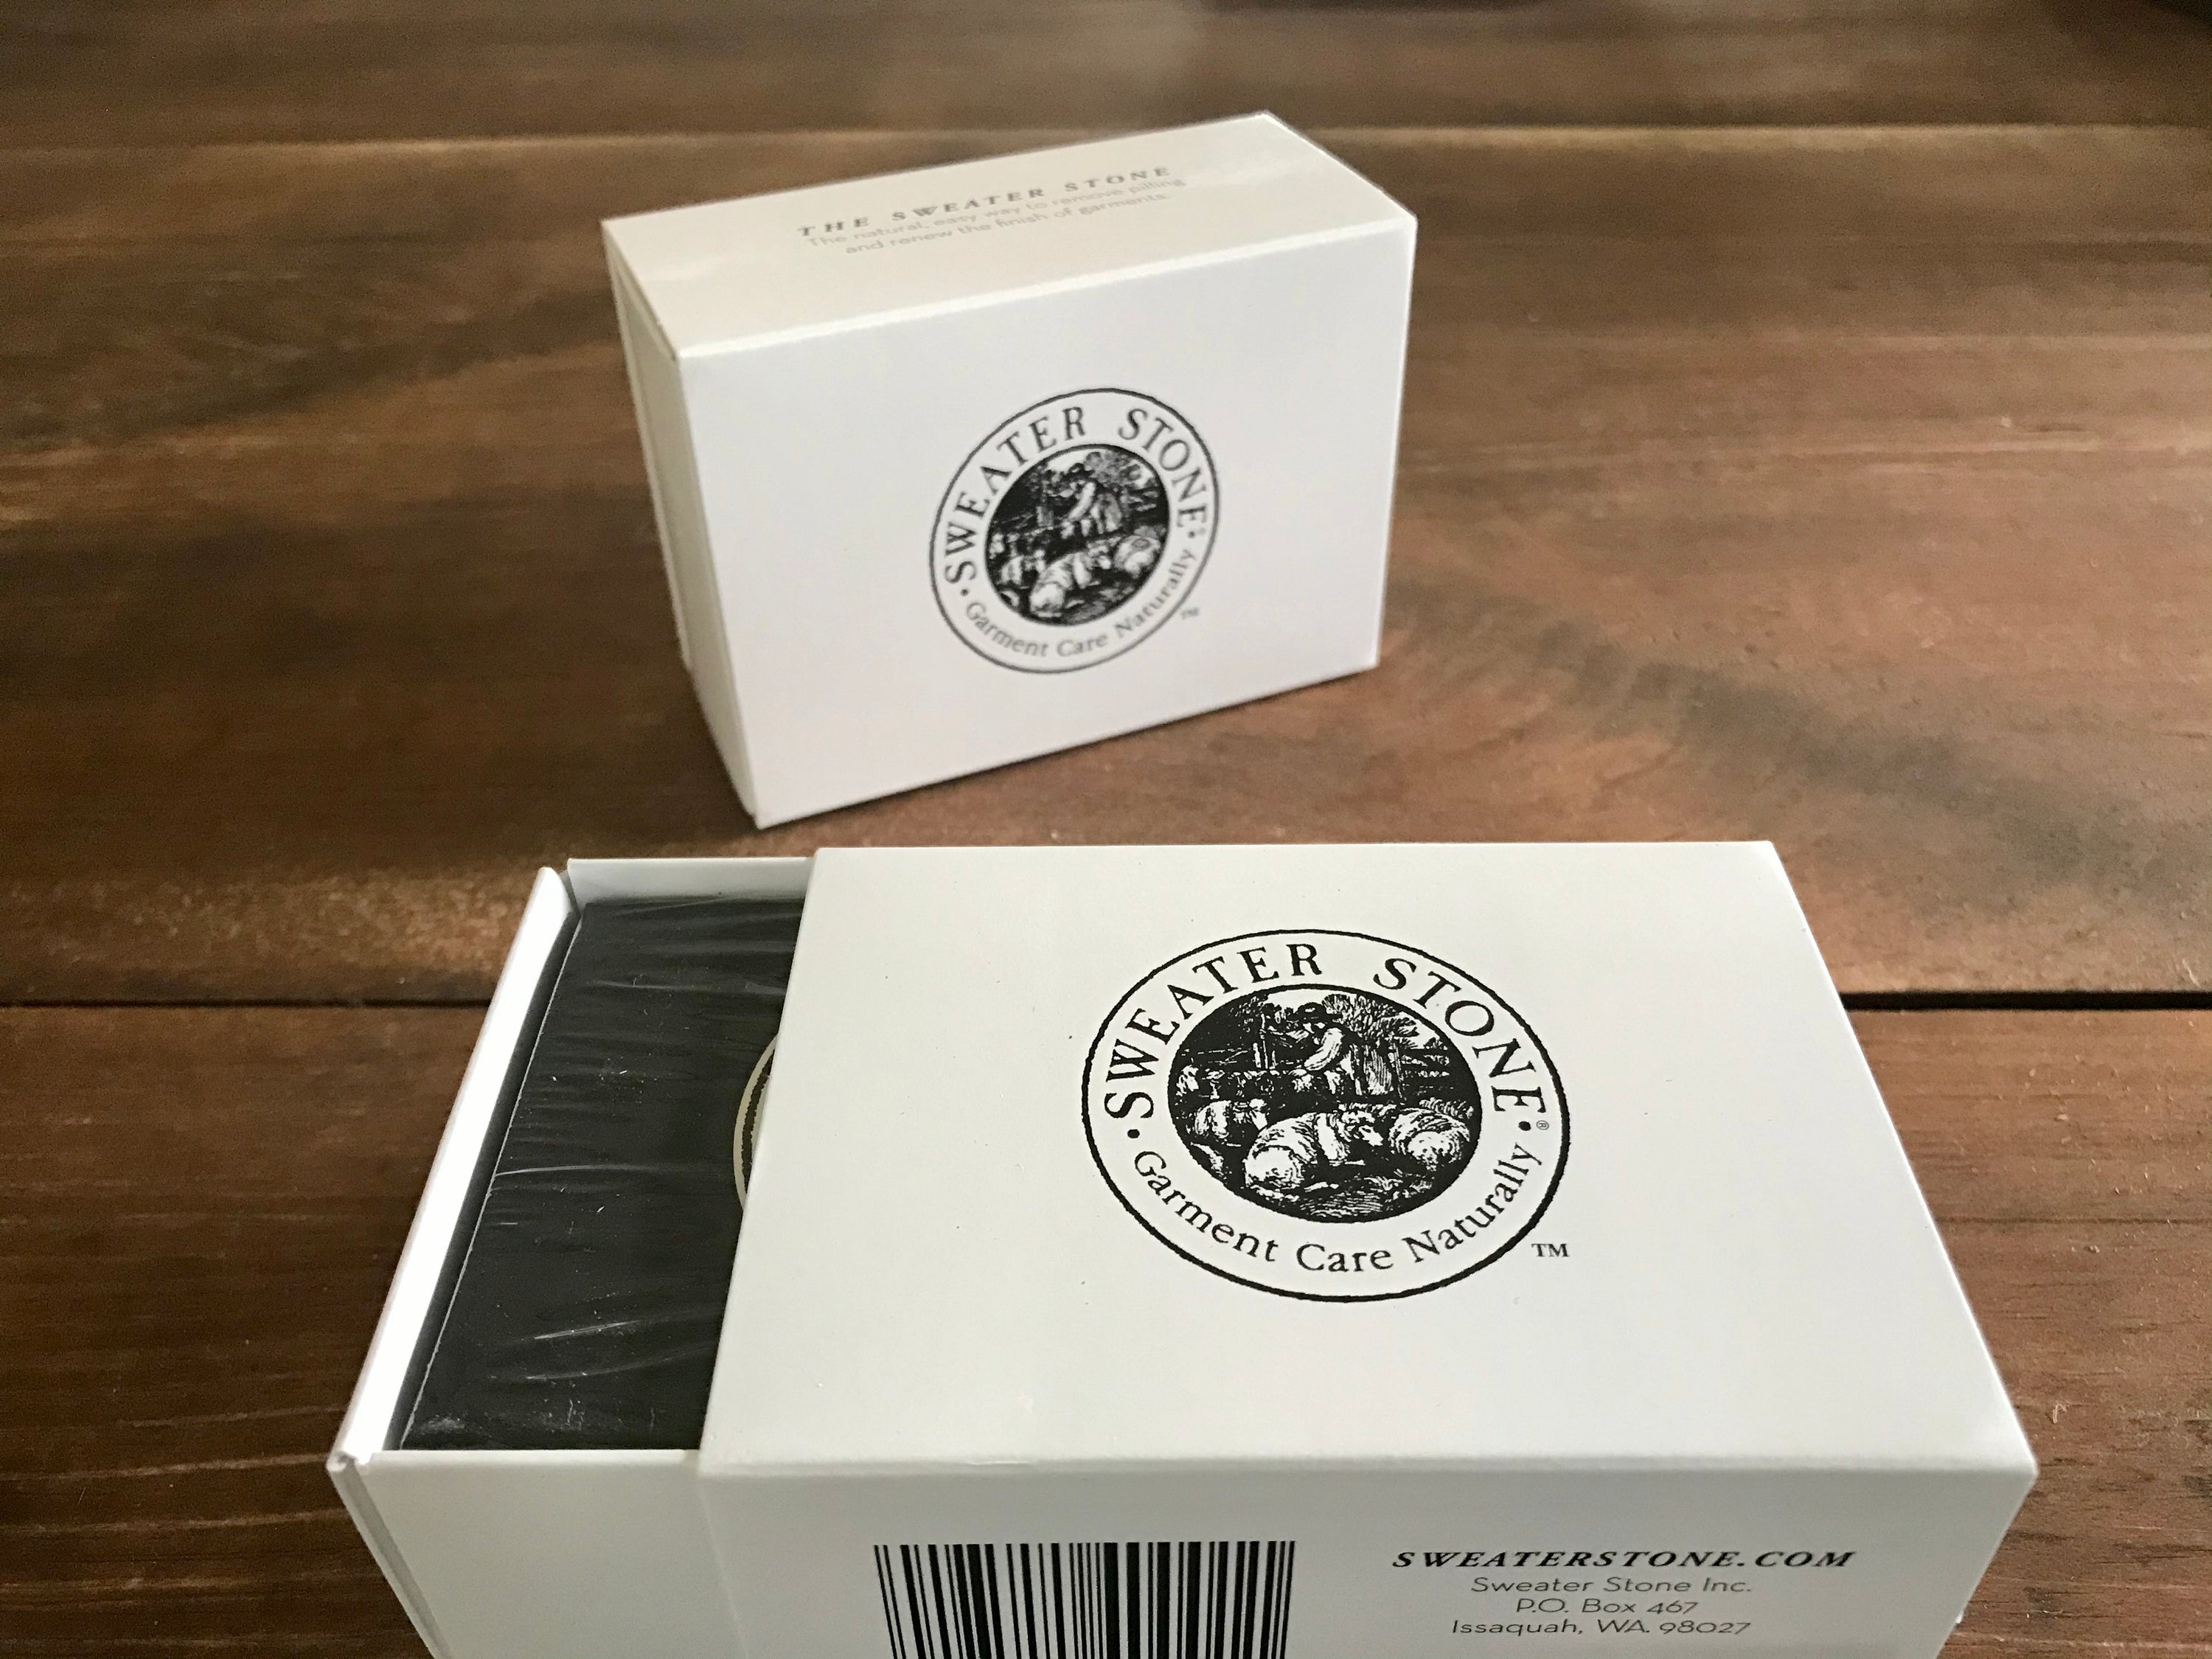 THE SWEATER STONE
The natural, easy way to remove pilling
and renew the finish of garments.
SWEATER STONE®
• Garment Care Naturally •
TM
SWEATER STONE®
• Garment Care Naturally •
TM
SWEATERSTONE.COM
Sweater Stone Inc.
P.O. Box 467
Issaquah, WA. 98027